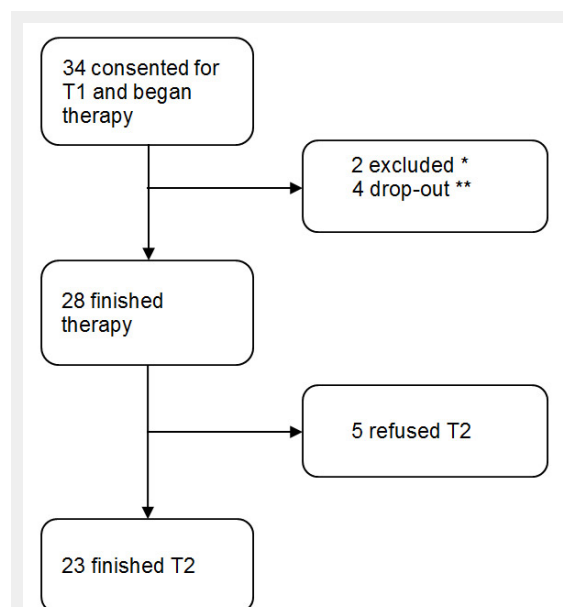 34 consented for
T1 and began
therapy
2 excluded *
4 drop-out **
28 finished
therapy
5 refused T2
23 finished T2